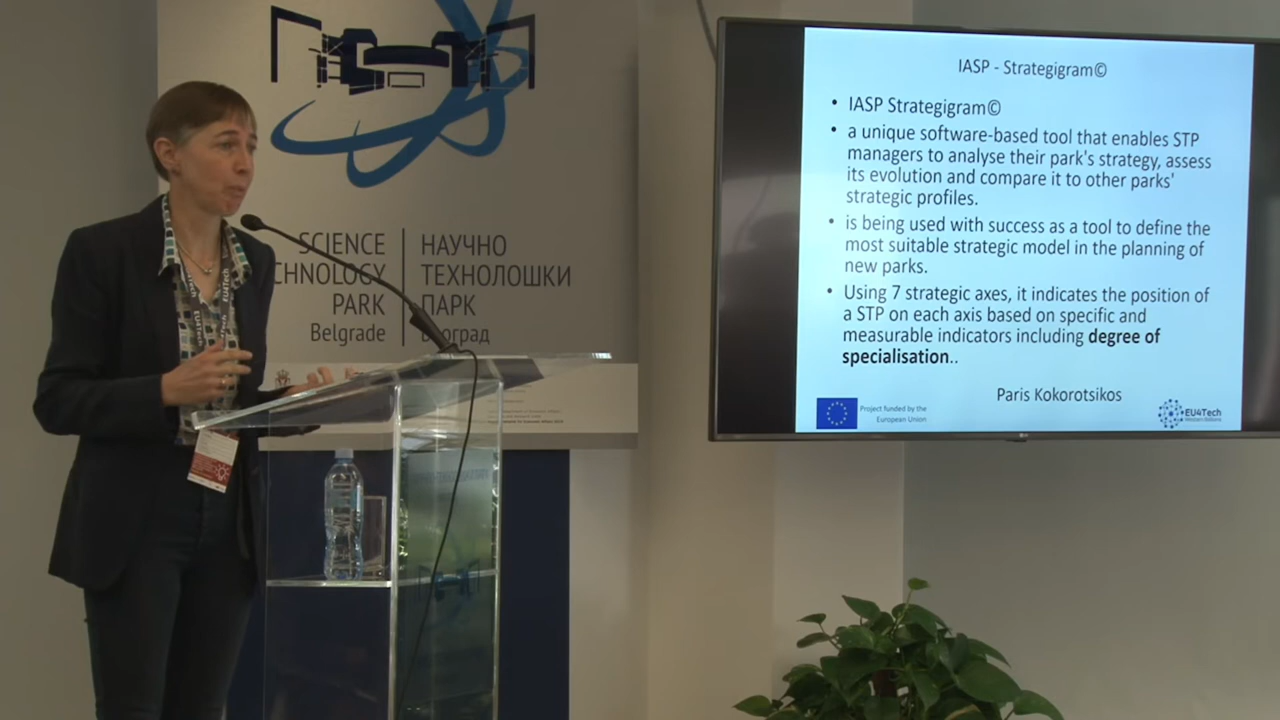 SCIENCE
CHNOLOGY
PARK
Belgrade
НАУЧНО
ТЕХНОЛОШКИ
ПАРК
Београд
EU4Tech
IASP - Strategigram©
• IASP Strategigram©
• a unique software-based tool that enables STP
managers to analyse their park's strategy, assess
its evolution and compare it to other parks'
strategic profiles.
• is being used with success as a tool to define the
most suitable strategic model in the planning of
new parks.
• Using 7 strategic axes, it indicates the position of
a STP on each axis based on specific and
measurable indicators including degree of
specialisation..
Paris Kokorotsikos
Project funded by the
European Union
EU4Tech
LG